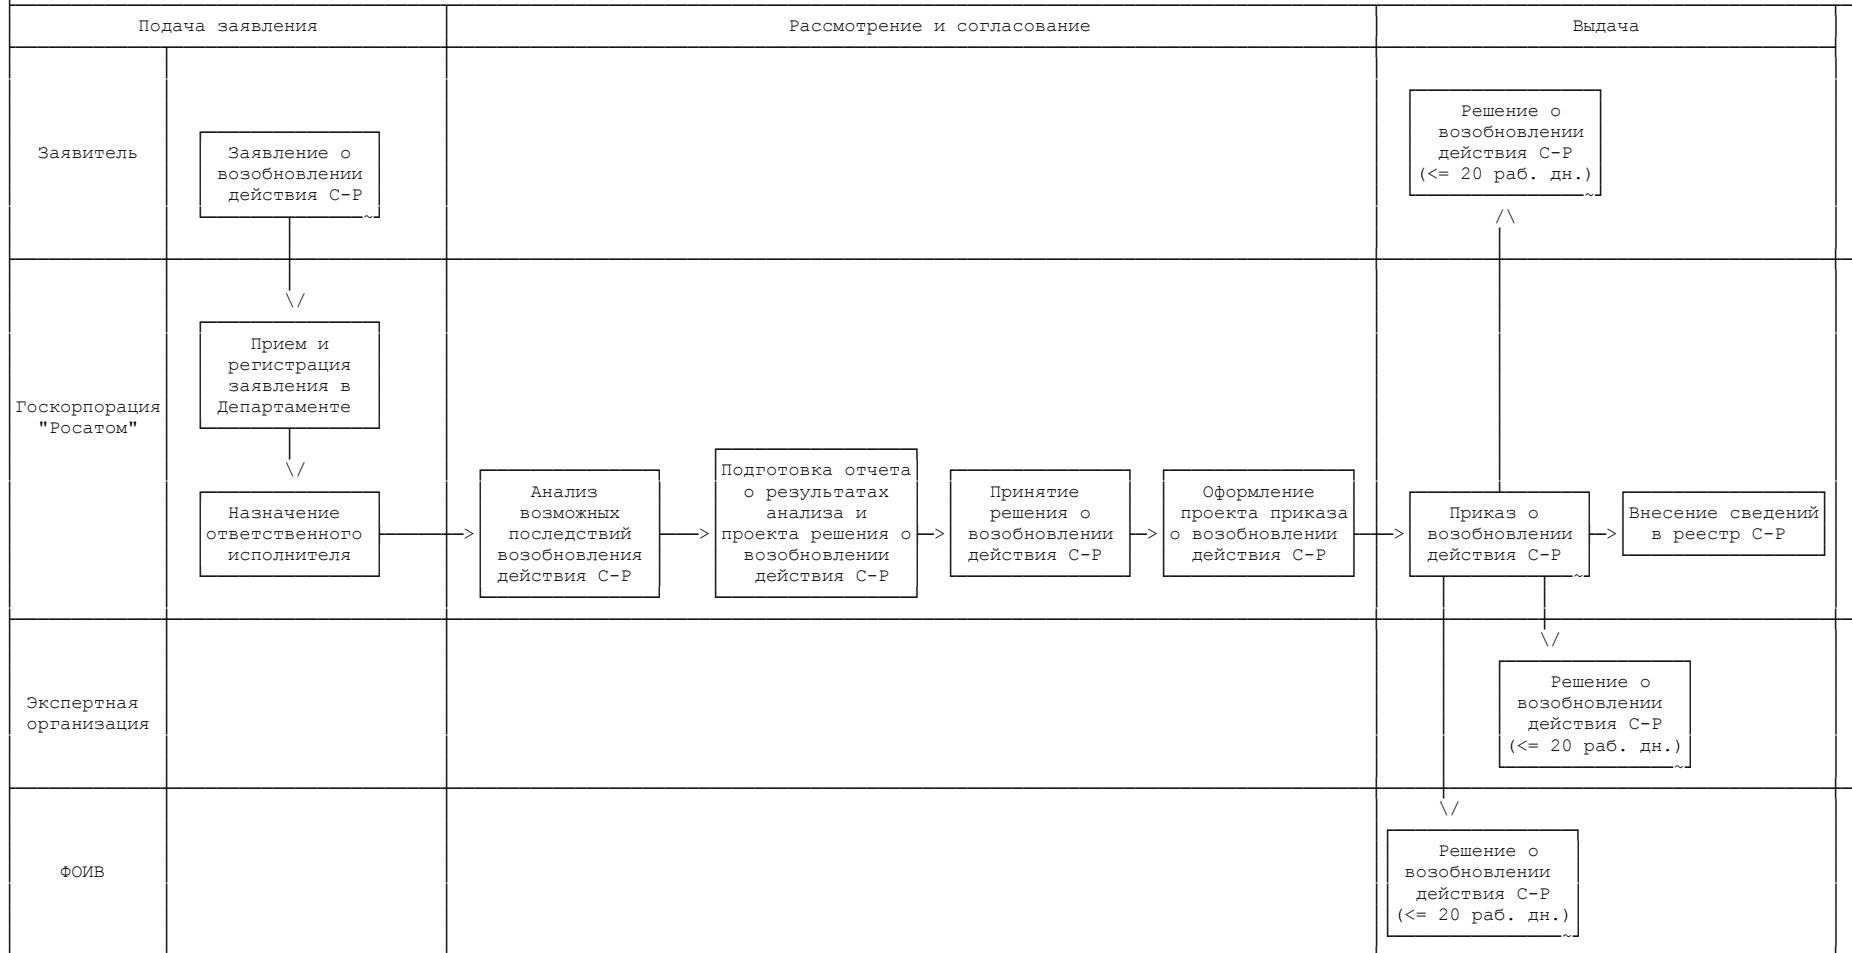 Подача заявления
Рассмотрение и согласование
Выдача
Заявитель
Заявление о
возобновлении
действия С-Р
Решение о
возобновлении
действия С-Р
(<= 20 раб. дн.)
Госкорпорация
"Росатом"
Прием и
регистрация
заявления в
Департаменте
Назначение
ответственного
исполнителя
Анализ
возможных
последствий
возобновления
действия С-Р
Подготовка отчета
о результатах
анализа и
проекта решения о
возобновлении
действия С-Р
Принятие
решения о
возобновлении
действия С-Р
Оформление
проекта приказа
о возобновлении
действия С-Р
Приказ о
возобновлении
действия С-Р
Внесение сведений
в реестр С-Р
Экспертная
организация
Решение о
возобновлении
действия С-Р
(<= 20 раб. дн.)
ФОИВ
Решение о
возобновлении
действия С-Р
(<= 20 раб. дн.)